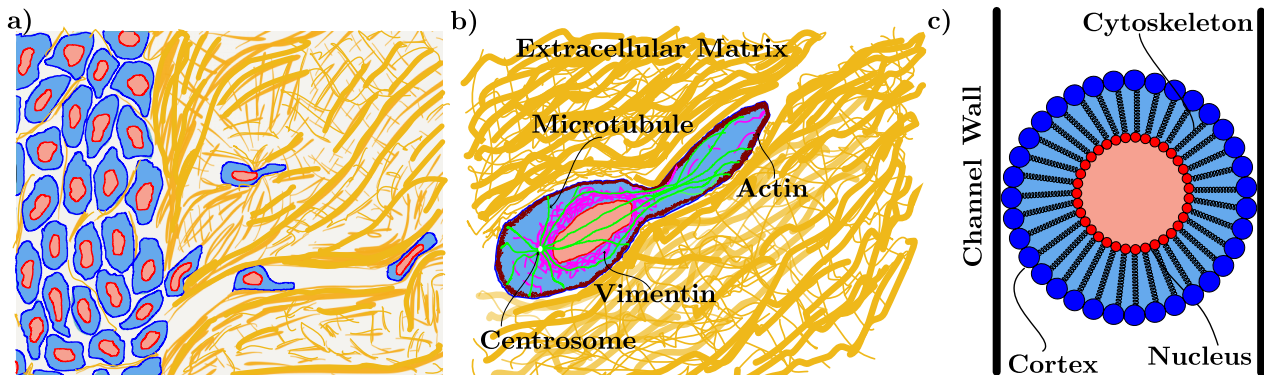 a)
b)
Extracellular Matrix
Microtubule
Actin
Vimentin
Centrosome
c)
Cytoskeleton
Channel Wall
Cortex
Nucleus